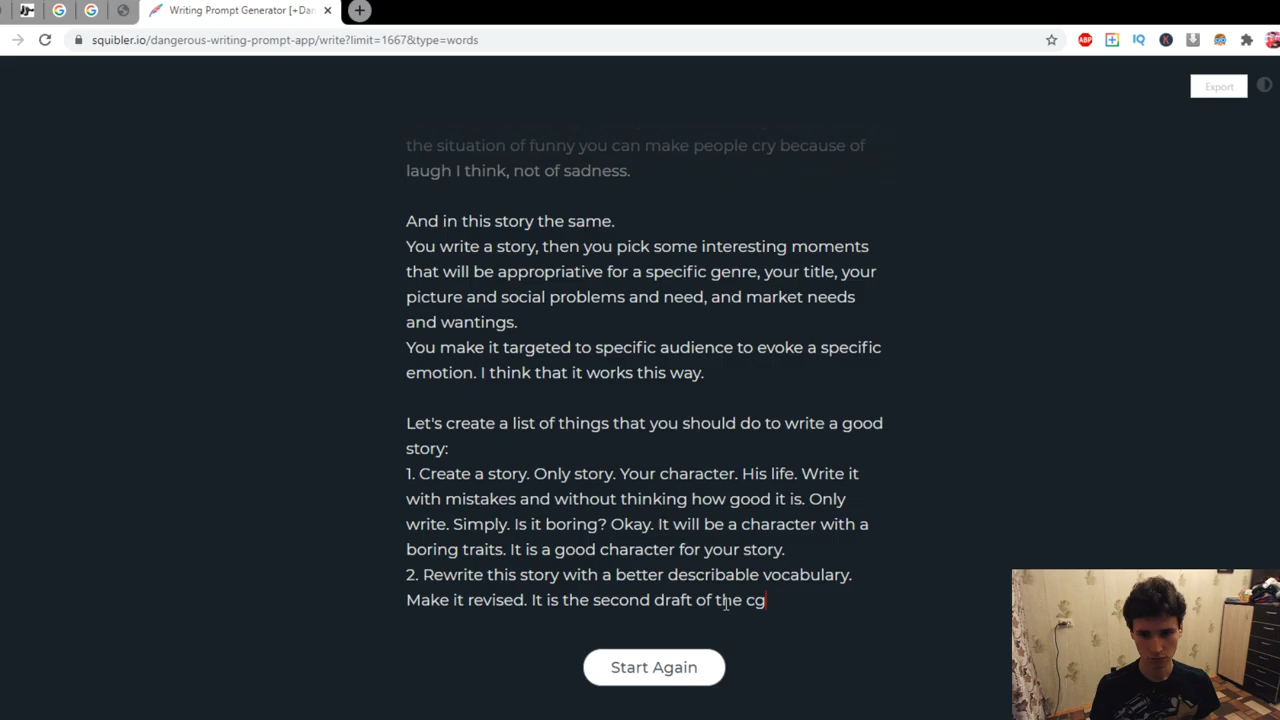 Writing Prompt Generator [+Dan
squibler.io/dangerous-writing-prompt-app/write?limit=1667&type=words
ABP
IQ
K
Export
the situation of funny you can make people cry because of
laugh I think, not of sadness.
And in this story the same.
You write a story, then you pick some interesting moments
that will be appropriative for a specific genre, your title, your
picture and social problems and need, and market needs
and wantings.
You make it targeted to specific audience to evoke a specific
emotion. I think that it works this way.
Let's create a list of things that you should do to write a good
story:
1. Create a story. Only story. Your character. His life. Write it
with mistakes and without thinking how good it is. Only
write. Simply. Is it boring? Okay. It will be a character with a
boring traits. It is a good character for your story.
2. Rewrite this story with a better describable vocabulary.
Make it revised. It is the second draft of the cg
Start Again